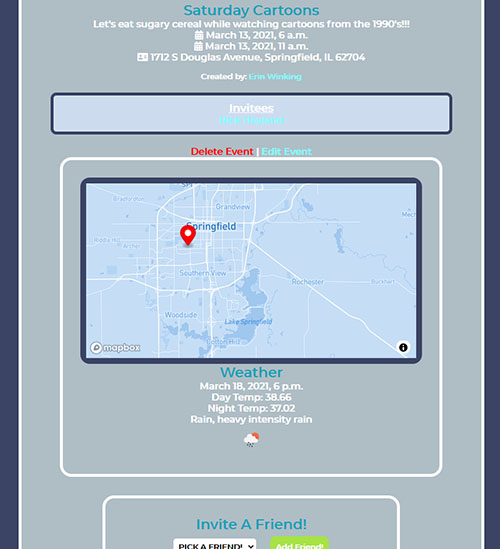 Saturday Cartoons
Let's eat sugary cereal while watching cartoons from the 1990's!!!
March 13, 2021, 6 a.m.
March 13, 2021, 11 a.m.
1712 S Douglas Avenue, Springfield, IL 62704
Created by: Erin Winking
Invitees
Delete Event | Edit Event
Grandview
Springfield
Southern View
Rochester
Woodside
Lake Springfield
mapbox
Weather
March 18, 2021, 6 p.m.
Day Temp: 38.66
Night Temp: 37.02
Rain, heavy intensity rain
Invite A Friend!
PICK A FRIEND!
Add Friend!